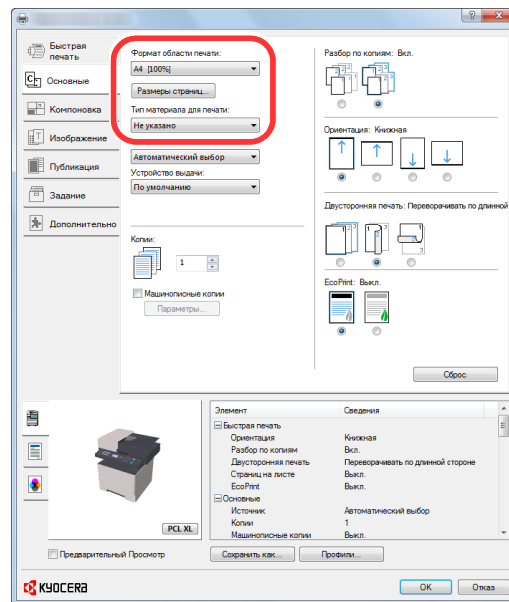 Быстрая
печать
Основные
Компоновка
Изображение
Публикация
Задание
Дополнительно
Формат области печати:
A4 [100%]
Размеры страниц...
Тип материала для печати:
Не указано
Автоматический выбор
Устройство выдачи:
По умолчанию
Копии:
1
Машинописные копии
Параметры...
Разбор по копиям: Вкл.
Ориентация: Книжная
Двусторонняя печать: Переворачивать по длинной
EcoPrint: Выкл.
Сброс
PCL XL
Предварительный Просмотр
Элемент Сведения
Быстрая печать
Ориентация Книжная
Разбор по копиям Вкл.
Двусторонняя печать Переворачивать по длинной стороне
Страниц на листе Выкл.
EcoPrint Выкл.
Основные
Источник Автоматический выбор
Копии 1
Машинописные копии Выкл.
Сохранить как... Профили...
KYOCERA
OK Отказ